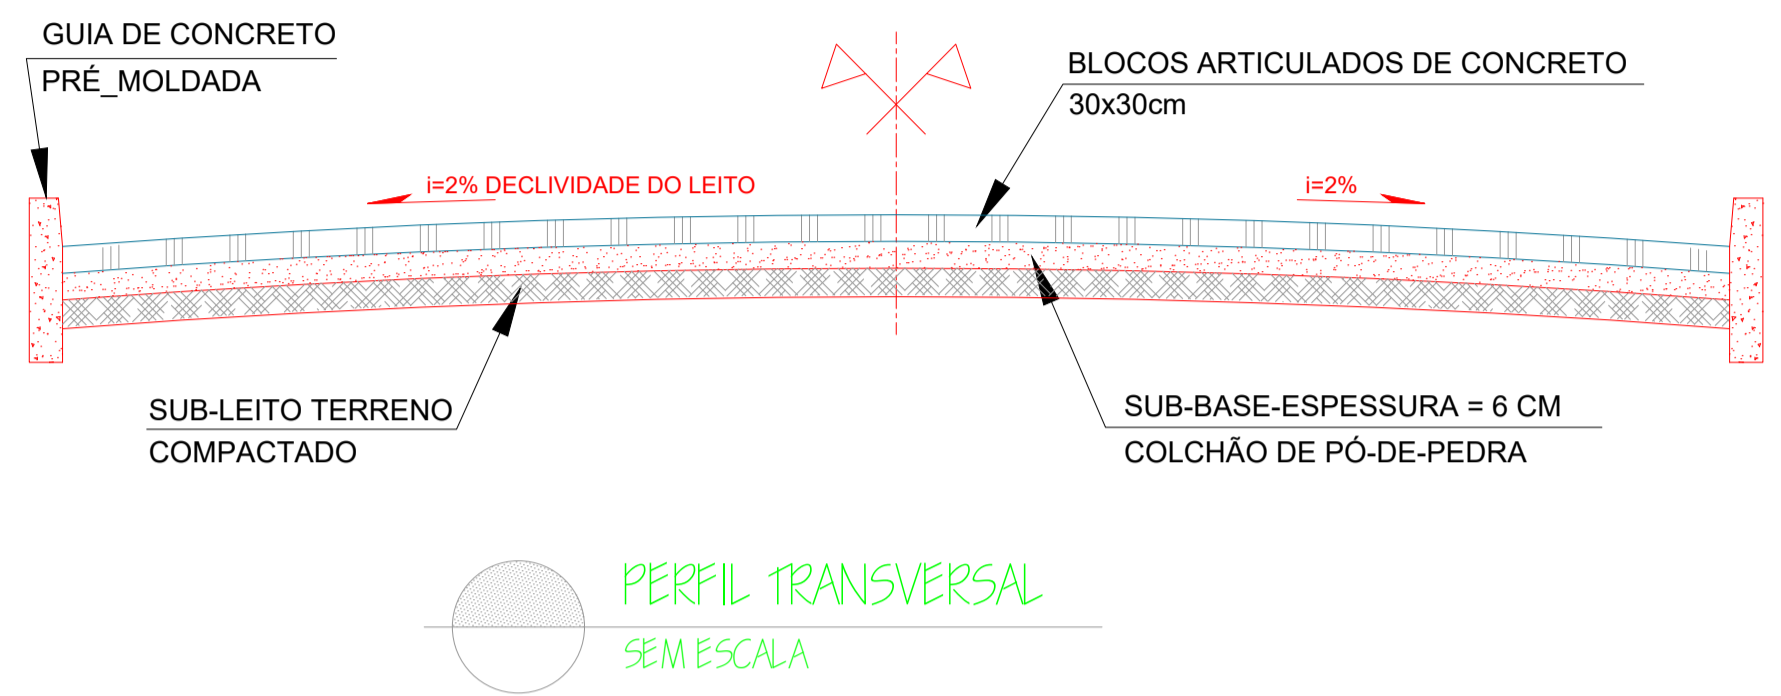 GUIA DE CONCRETO
PRÉ_MOLDADA
BLOCOS ARTICULADOS DE CONCRETO
30x30cm
i=2% DECLIVIDADE DO LEITO
i=2%
SUB-LEITO TERRENO
COMPACTADO
SUB-BASE-ESPESSURA = 6 CM
COLCHÃO DE PÓ-DE-PEDRA
PERFIL TRANSVERSAL
SEM ESCALA